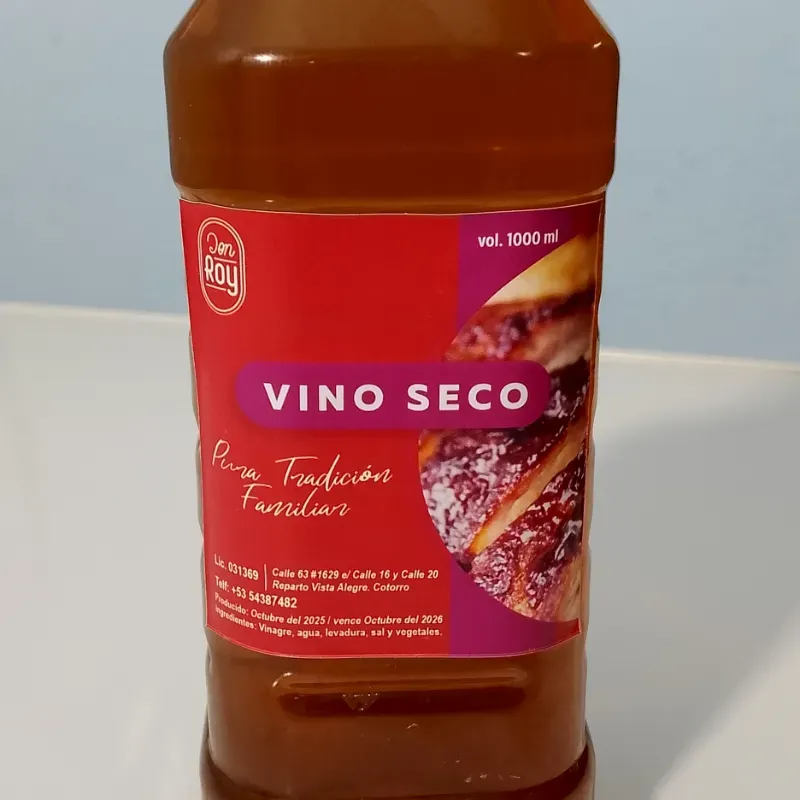 Don
Roy
vol. 1000 ml
VINO SECO
Pura Tradición
Familiar
Lic. 031369
Telf: +53 54387482
Calle 63 #1629 e/ Calle 16 y Calle 20
Reparto Vista Alegre. Cotorro
Producido: Octubre del 2025 / vence Octubre del 2026
ingredientes: Vinagre, agua, levadura, sal y vegetales.